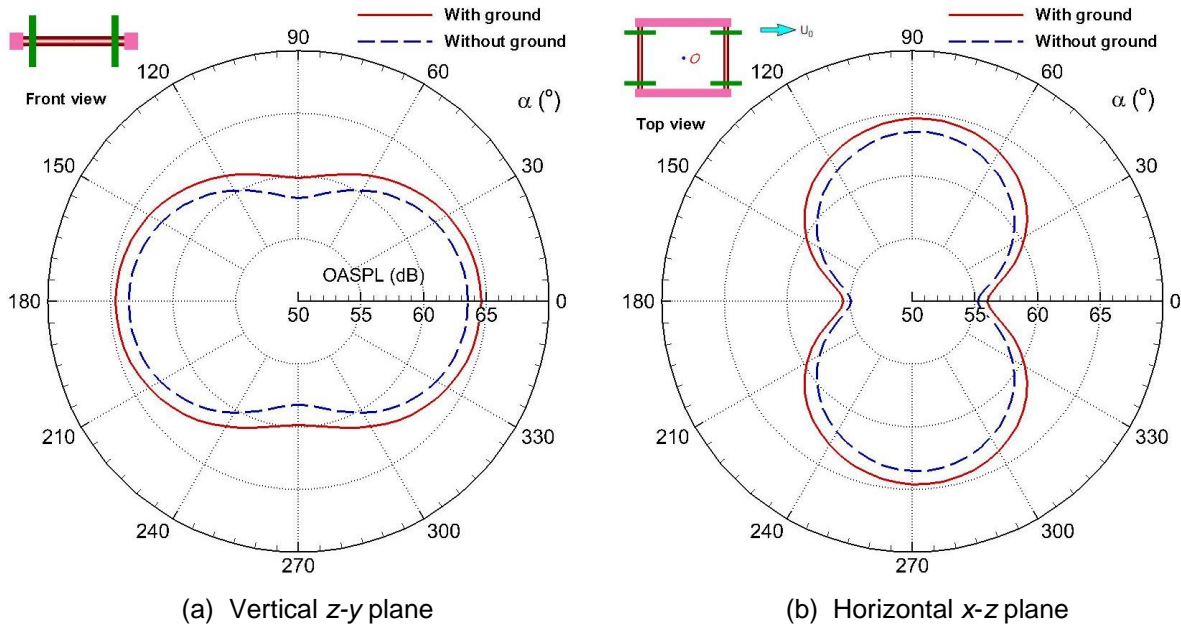 With ground
Without ground
Front view
α (°)
90
120
60
150
30
180
OASPL (dB)
50 55 60 65
0
210
330
240
300
270
(a) Vertical z-y plane
With ground
Without ground
U0
O
Top view
α (°)
90
120
60
150
30
180
50 55 60 65
0
210
330
240
300
270
(b) Horizontal x-z plane